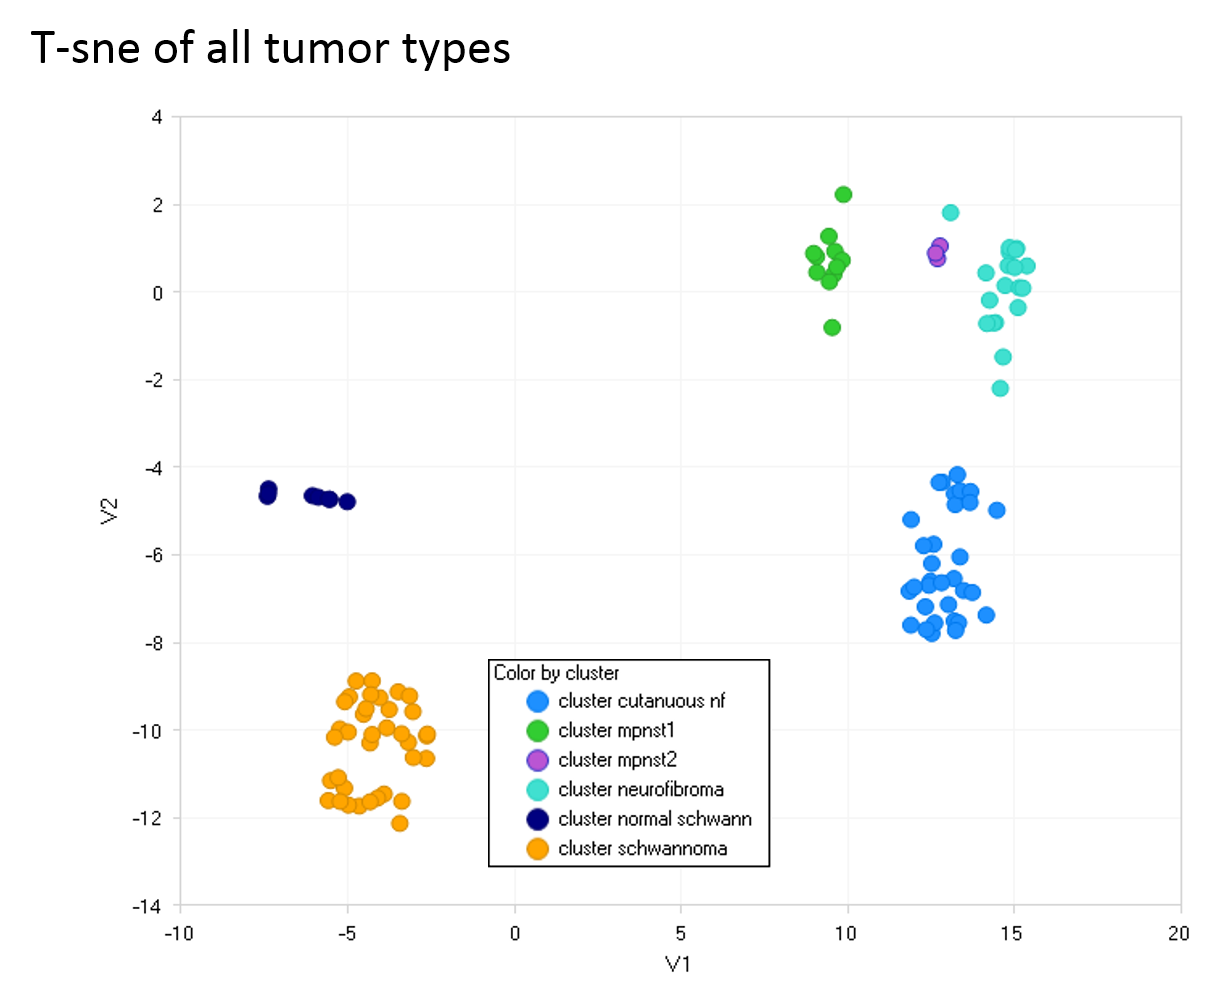 T-sne of all tumor types
4
2
0
-2
-4
-6
-8
-10
-12
-14
V2
Color by cluster
cluster cutanuous nf
cluster mpnst1
cluster mpnst2
cluster neurofibroma
cluster normal schwann
cluster schwannoma
-10 -5 0 5 10 15 20
V1